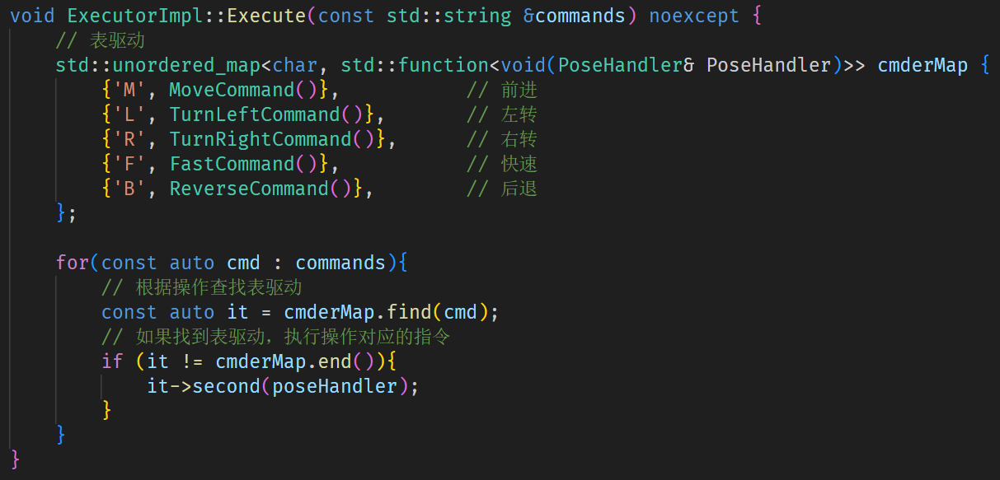 void ExecutorImpl::Execute(const std::string &commands) noexcept {
    // 表驱动
    std::unordered_map<char, std::function<void(PoseHandler& PoseHandler)>> cmderMap {
        {'M', MoveCommand()},           // 前进
        {'L', TurnLeftCommand()},       // 左转
        {'R', TurnRightCommand()},      // 右转
        {'F', FastCommand()},           // 快速
        {'B', ReverseCommand()},        // 后退
    };
    for(const auto cmd : commands){
        // 根据操作查找表驱动
        const auto it = cmderMap.find(cmd);
        // 如果找到表驱动，执行操作对应的指令
        if (it != cmderMap.end()){
            it->second(poseHandler);
        }
    }
}